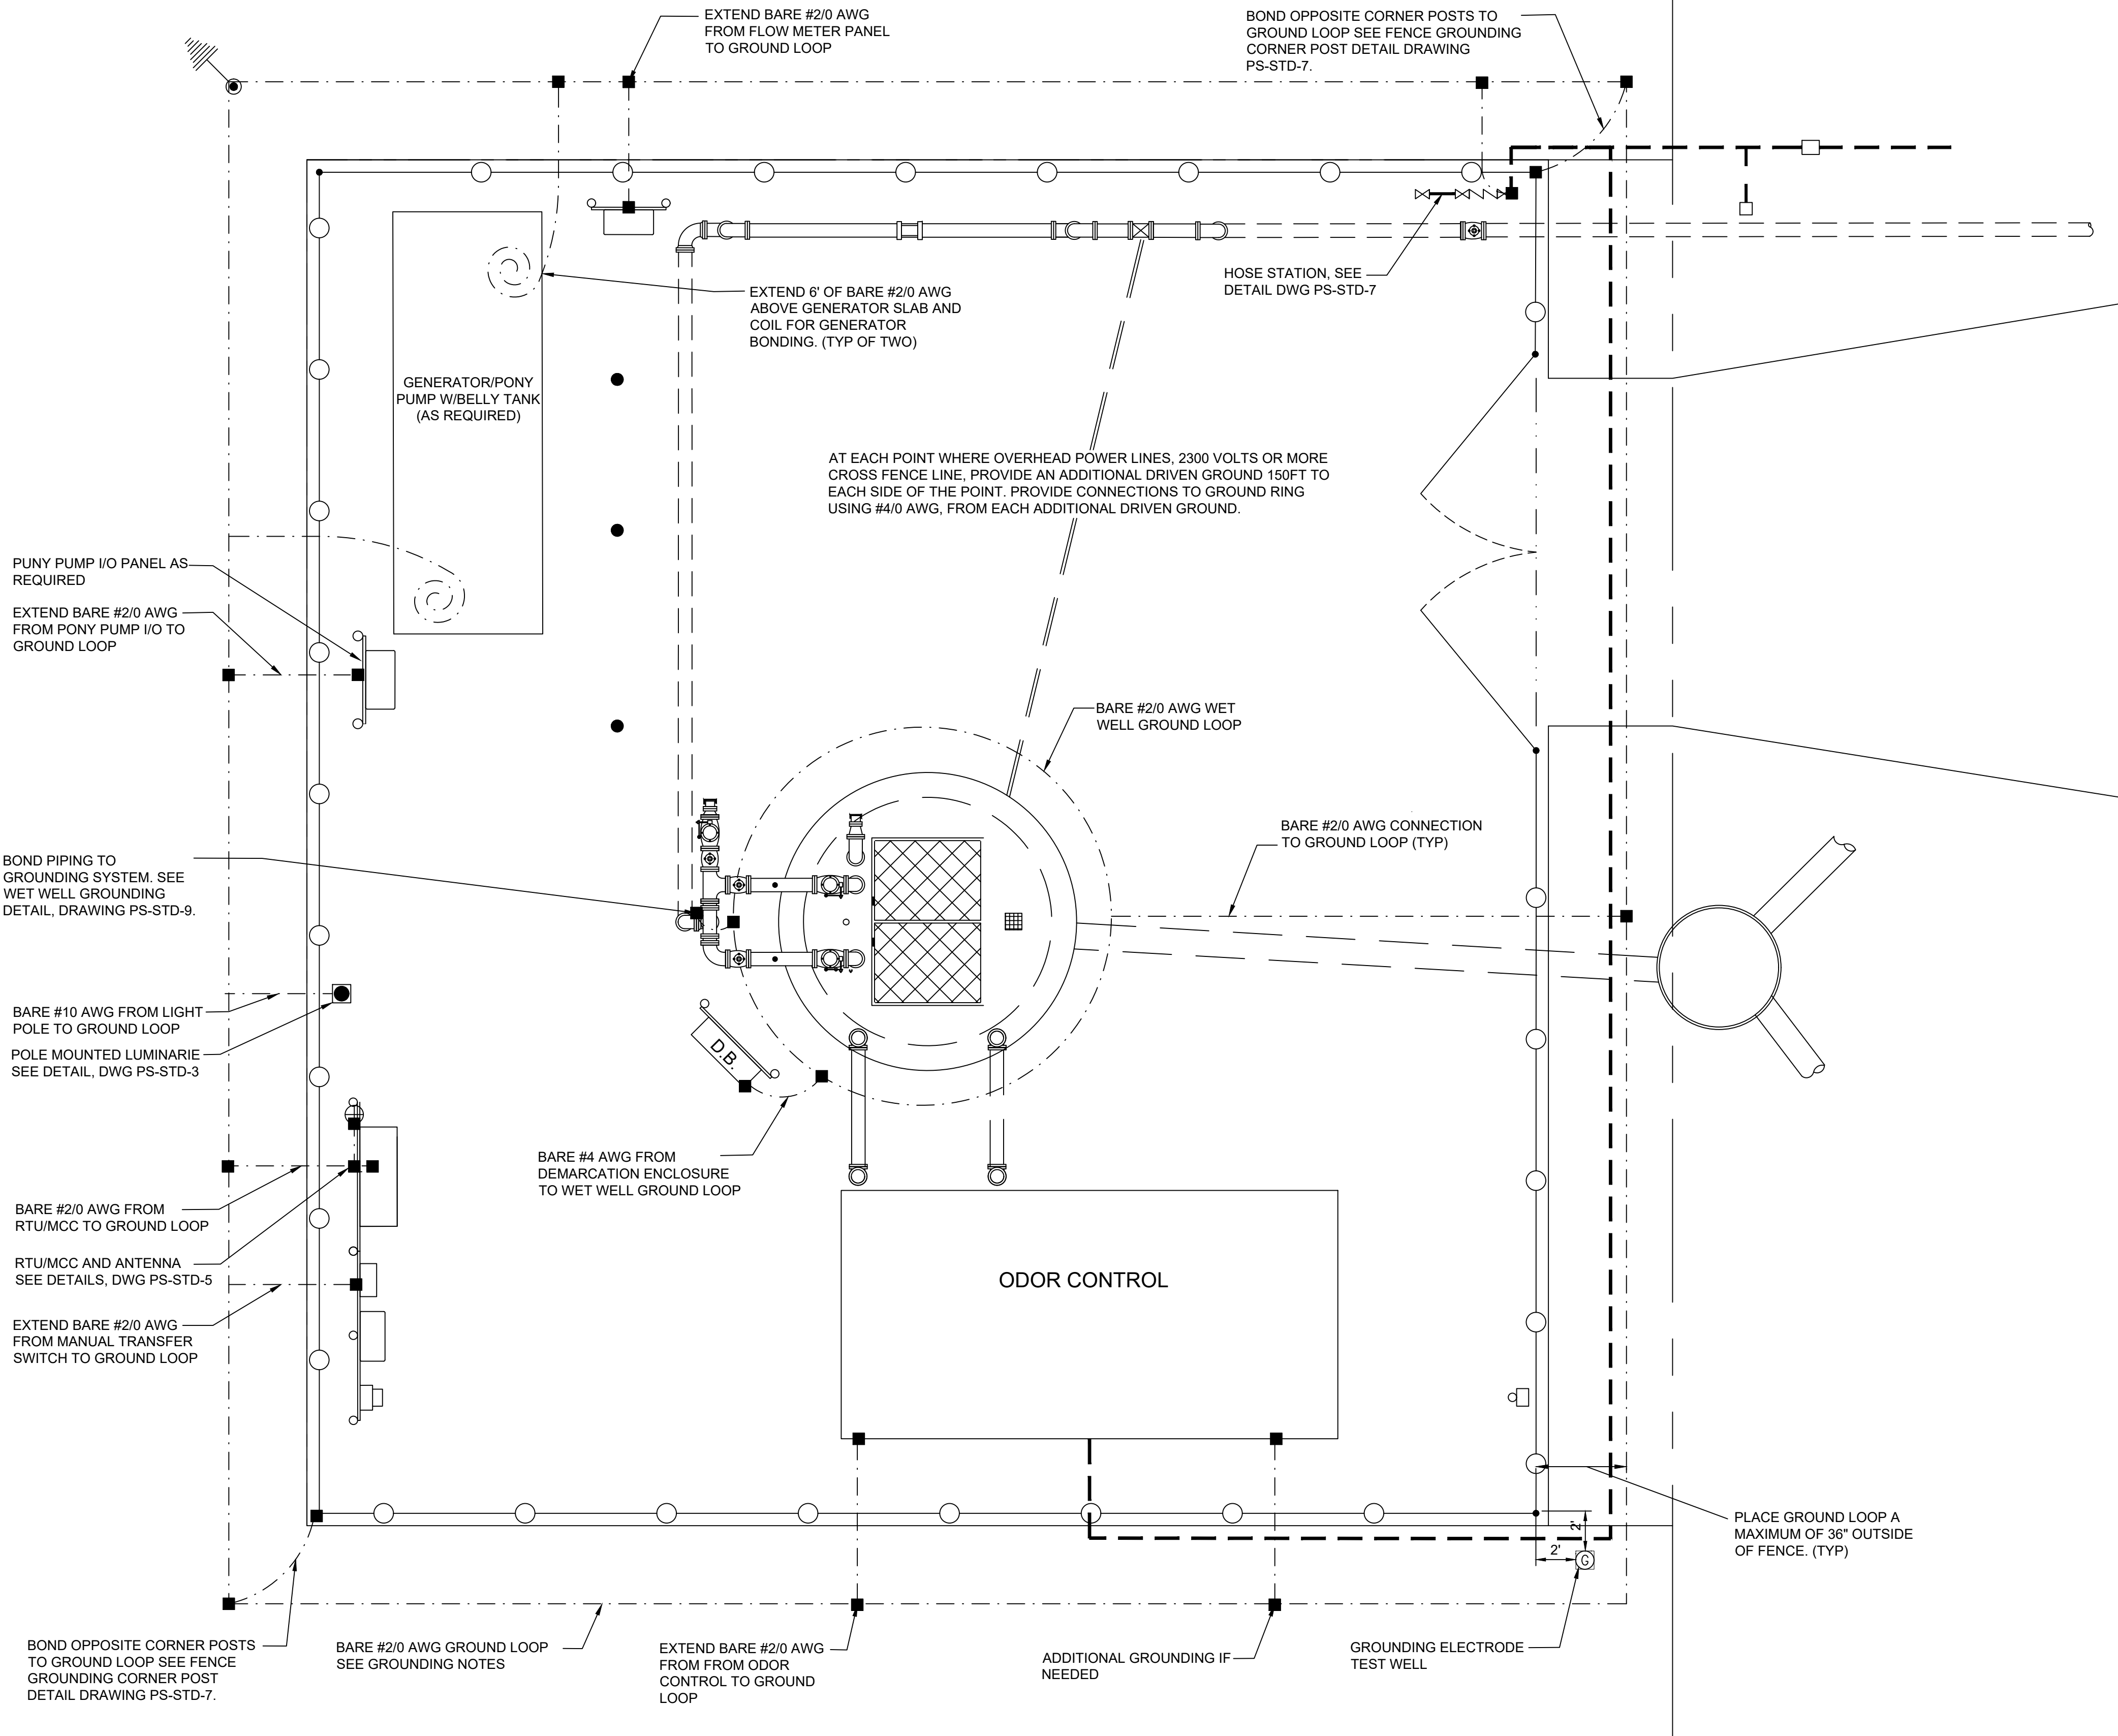 EXTEND BARE #2/0 AWG
FROM FLOW METER PANEL
TO GROUND LOOP
BOND OPPOSITE CORNER POSTS TO
GROUND LOOP SEE FENCE GROUNDING
CORNER POST DETAIL DRAWING
PS-STD-7.
HOSE STATION, SEE
DETAIL DWG PS-STD-7
EXTEND 6' OF BARE #2/0 AWG
ABOVE GENERATOR SLAB AND
COIL FOR GENERATOR
BONDING. (TYP OF TWO)
GENERATOR/PONY
PUMP W/BELLY TANK
(AS REQUIRED)
AT EACH POINT WHERE OVERHEAD POWER LINES, 2300 VOLTS OR MORE
CROSS FENCE LINE, PROVIDE AN ADDITIONAL DRIVEN GROUND 150FT TO
EACH SIDE OF THE POINT. PROVIDE CONNECTIONS TO GROUND RING
USING #4/0 AWG, FROM EACH ADDITIONAL DRIVEN GROUND.
PUNY PUMP I/O PANEL AS
REQUIRED
EXTEND BARE #2/0 AWG
FROM PONY PUMP I/O TO
GROUND LOOP
BARE #2/0 AWG WET
WELL GROUND LOOP
BARE #2/0 AWG CONNECTION
TO GROUND LOOP (TYP)
BOND PIPING TO
GROUNDING SYSTEM. SEE
WET WELL GROUNDING
DETAIL, DRAWING PS-STD-9.
BARE #10 AWG FROM LIGHT
POLE TO GROUND LOOP
POLE MOUNTED LUMINARIE
SEE DETAIL, DWG PS-STD-3
D.B.
BARE #4 AWG FROM
DEMARCATION ENCLOSURE
TO WET WELL GROUND LOOP
BARE #2/0 AWG FROM
RTU/MCC TO GROUND LOOP
RTU/MCC AND ANTENNA
SEE DETAILS, DWG PS-STD-5
EXTEND BARE #2/0 AWG
FROM MANUAL TRANSFER
SWITCH TO GROUND LOOP
ODOR CONTROL
PLACE GROUND LOOP A
MAXIMUM OF 36" OUTSIDE
OF FENCE. (TYP)
2'
2'
G
BOND OPPOSITE CORNER POSTS
TO GROUND LOOP SEE FENCE
GROUNDING CORNER POST
DETAIL DRAWING PS-STD-7.
BARE #2/0 AWG GROUND LOOP
SEE GROUNDING NOTES
EXTEND BARE #2/0 AWG
FROM FROM ODOR
CONTROL TO GROUND
LOOP
ADDITIONAL GROUNDING IF
NEEDED
GROUNDING ELECTRODE
TEST WELL